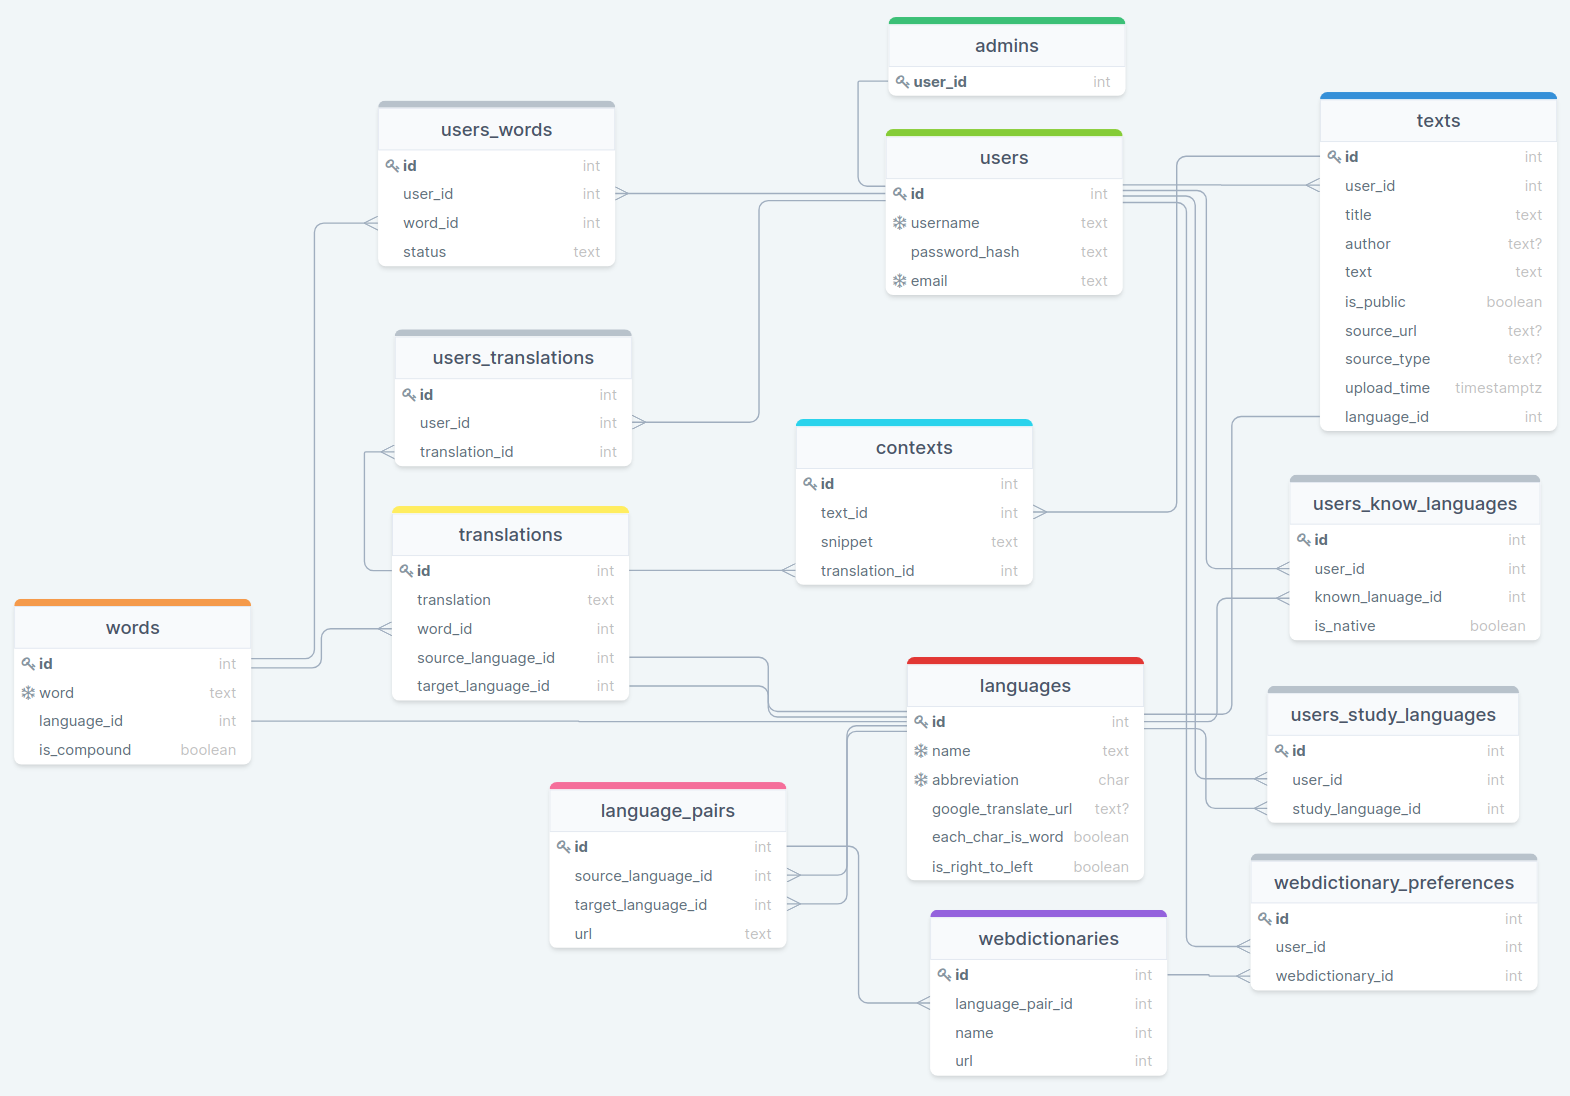 admins
user_id int
users
id int
username text
password_hash text
email text
texts
id int
user_id int
title text
author text?
text text
is_public boolean
source_url text?
source_type text?
upload_time timestamptz
language_id int
users_words
id int
user_id int
word_id int
status text
users_translations
id int
user_id int
translation_id int
contexts
id int
text_id int
snippet text
translation_id int
users_know_languages
id int
user_id int
known_lanuage_id int
is_native boolean
translations
id int
translation text
word_id int
source_language_id int
target_language_id int
words
id int
word text
language_id int
is_compound boolean
languages
id int
name text
abbreviation char
google_translate_url text?
each_char_is_word boolean
is_right_to_left boolean
users_study_languages
id int
user_id int
study_language_id int
language_pairs
id int
source_language_id int
target_language_id int
url text
webdictionaries
id int
language_pair_id int
name int
url int
webdictionary_preferences
id int
user_id int
webdictionary_id int